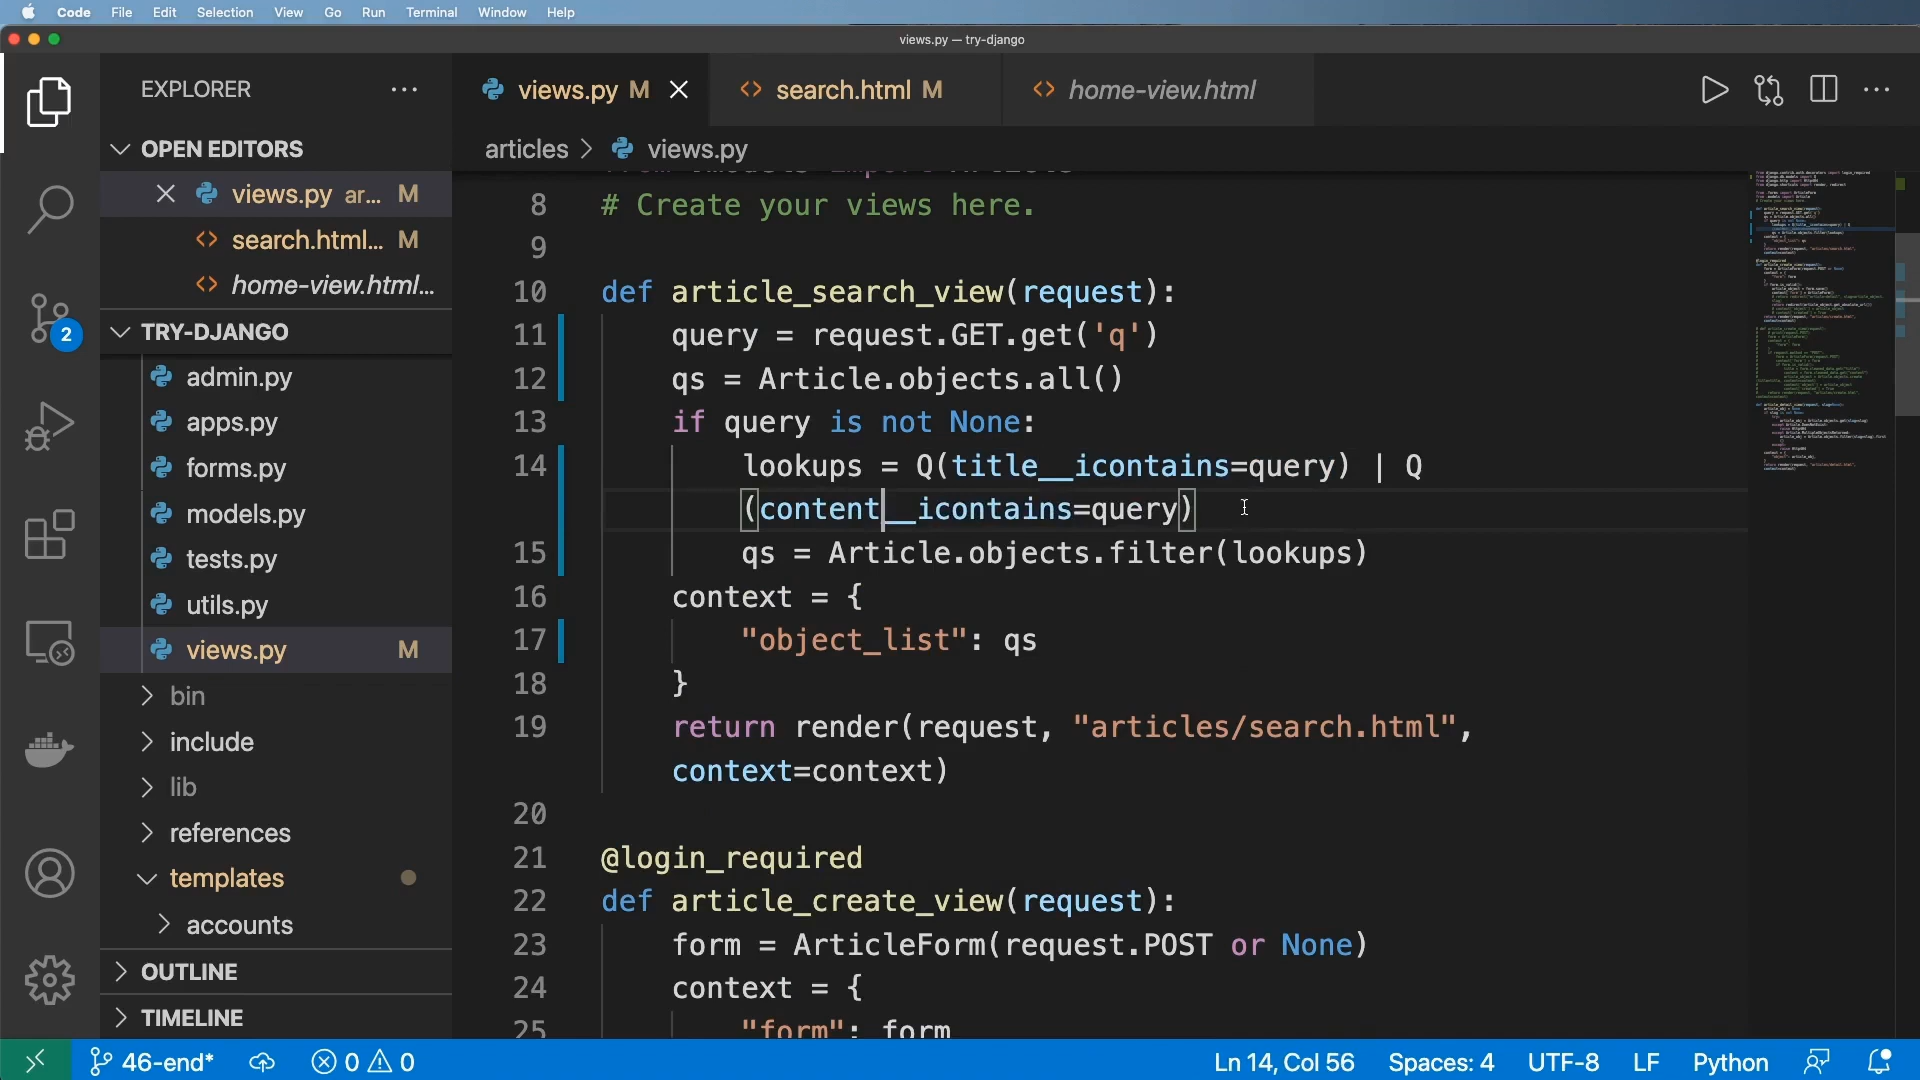 Code File Edit Selection View Go Run Terminal Window Help
views.py — try-django
EXPLORER
OPEN EDITORS
views.py ar... M
search.html... M
home-view.html...
TRY-DJANGO
admin.py
apps.py
forms.py
models.py
tests.py
utils.py
views.py M
bin
include
lib
references
templates
accounts
OUTLINE
TIMELINE
2
views.py M search.html M home-view.html
articles > views.py
8 # Create your views here.
9
10 def article_search_view(request):
11 query = request.GET.get('q')
12 qs = Article.objects.all()
13 if query is not None:
14 lookups = Q(title__icontains=query) | Q
(content__icontains=query)
15 qs = Article.objects.filter(lookups)
16 context = {
17 "object_list": qs
18 }
19 return render(request, "articles/search.html",
context=context)
20
21 @login_required
22 def article_create_view(request):
23 form = ArticleForm(request.POST or None)
24 context = {
25 "form": form
46-end* 0 0 Ln 14, Col 56 Spaces: 4 UTF-8 LF Python